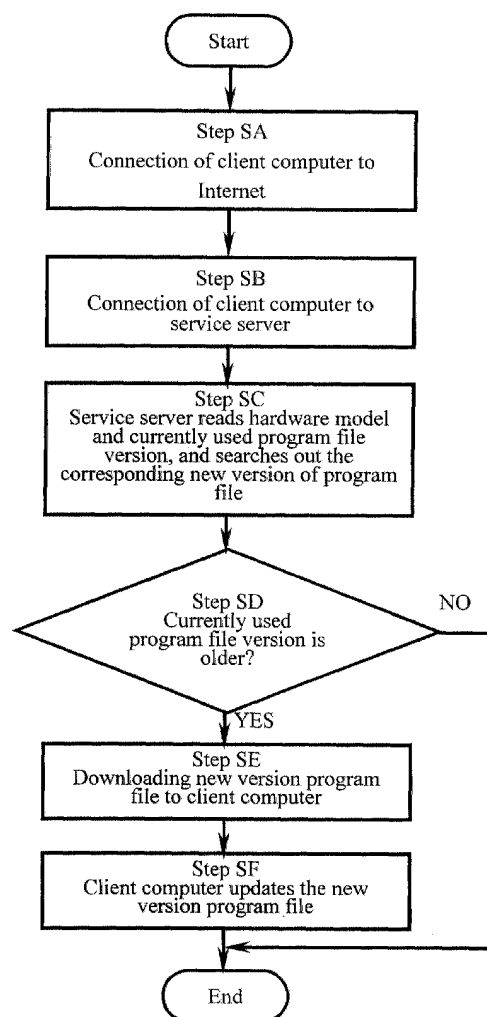 Start
Step SA
Connection of client computer to
Internet
Step SB
Connection of client computer to
service server
Step SC
Service server reads hardware model
and currently used program file
version, and searches out the
corresponding new version of program
file
Step SD
Currently used
program file version is
older?
NO
YES
Step SE
Downloading new version program
file to client computer
Step SF
Client computer updates the new
version program file
End